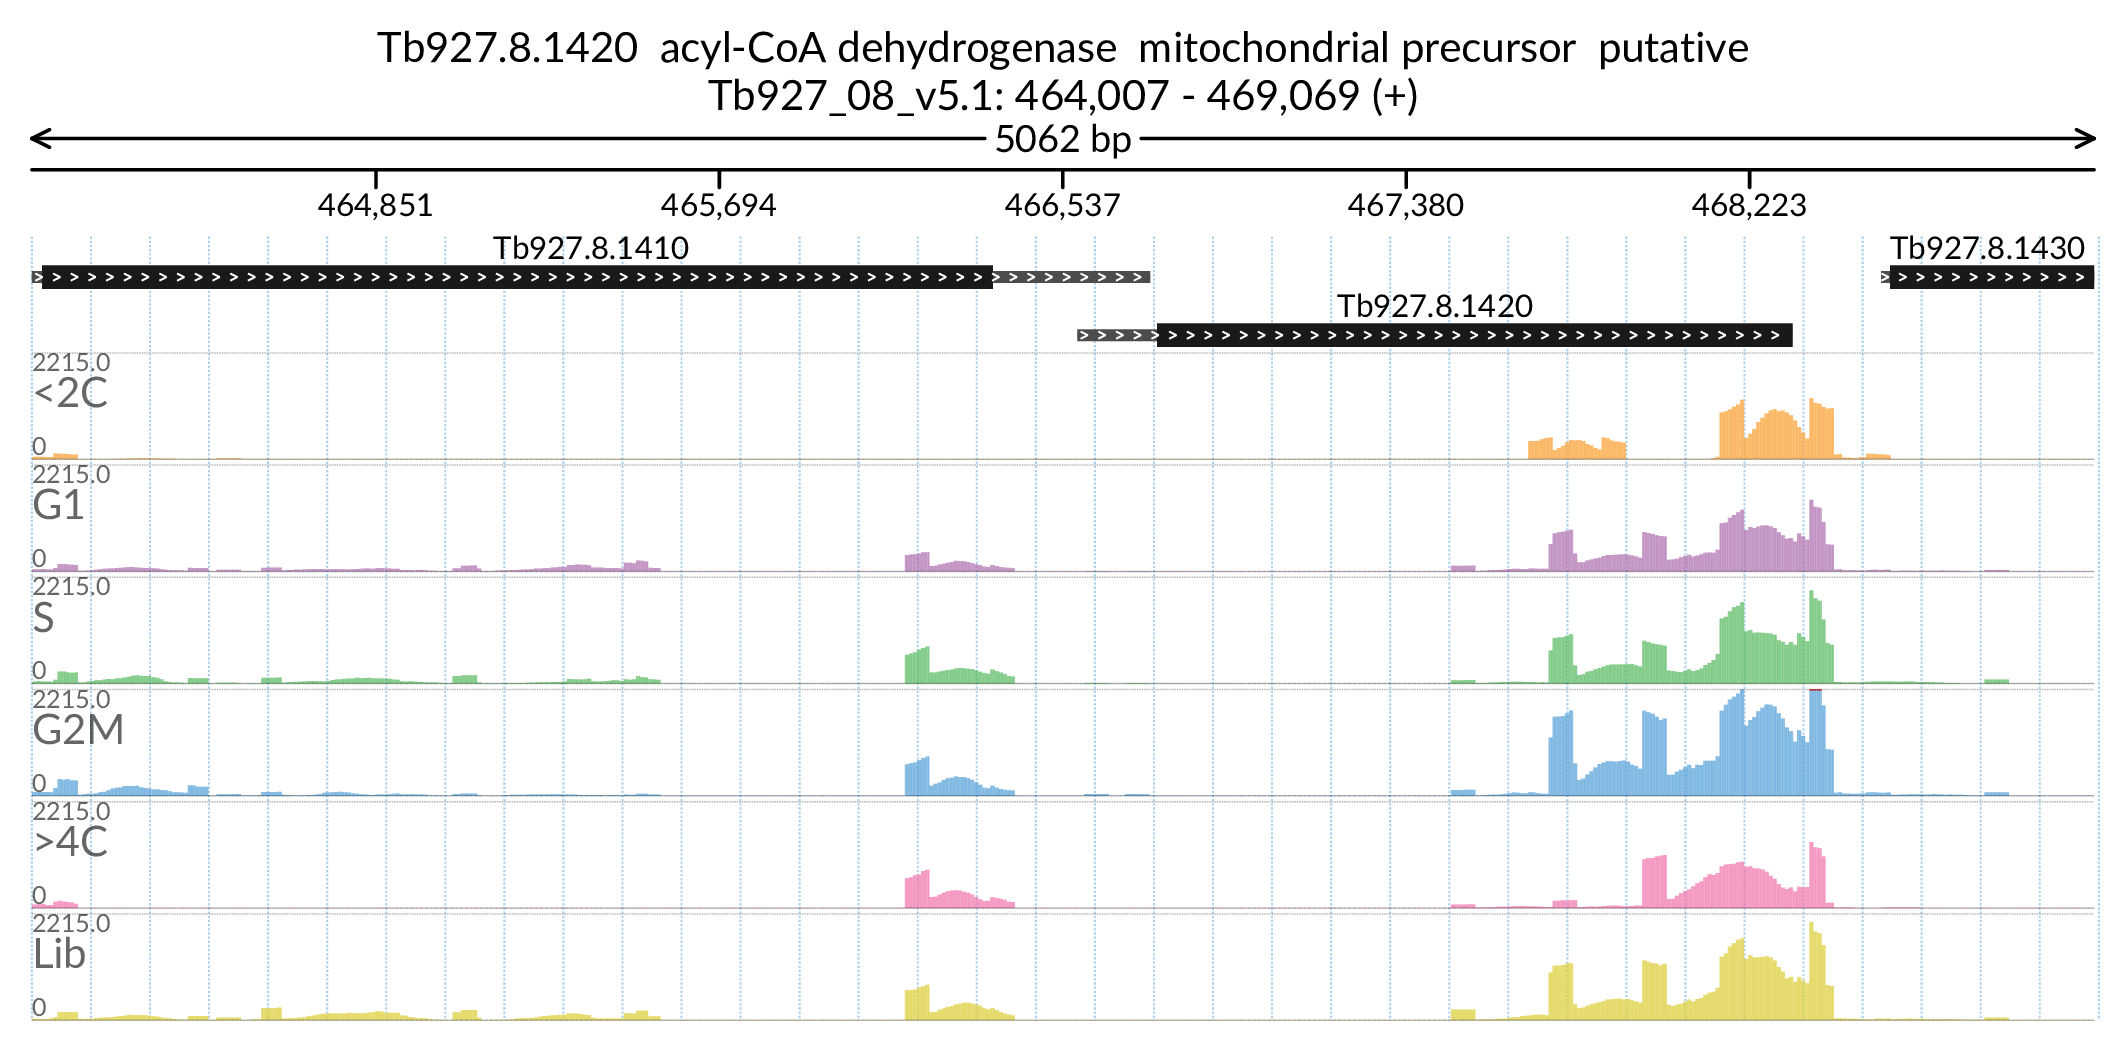 Tb927.8.1420 acyl-CoA dehydrogenase mitochondrial precursor putative
Tb927_08_v5.1: 464,007 - 469,069 (+)
5062 bp
464,851 465,694 466,537 467,380 468,223
Tb927.8.1410 Tb927.8.1430
Tb927.8.1420
2215.0
<2C
0
2215.0
G1
0
2215.0
S
0
2215.0
G2M
0
2215.0
>4C
0
2215.0
Lib
0